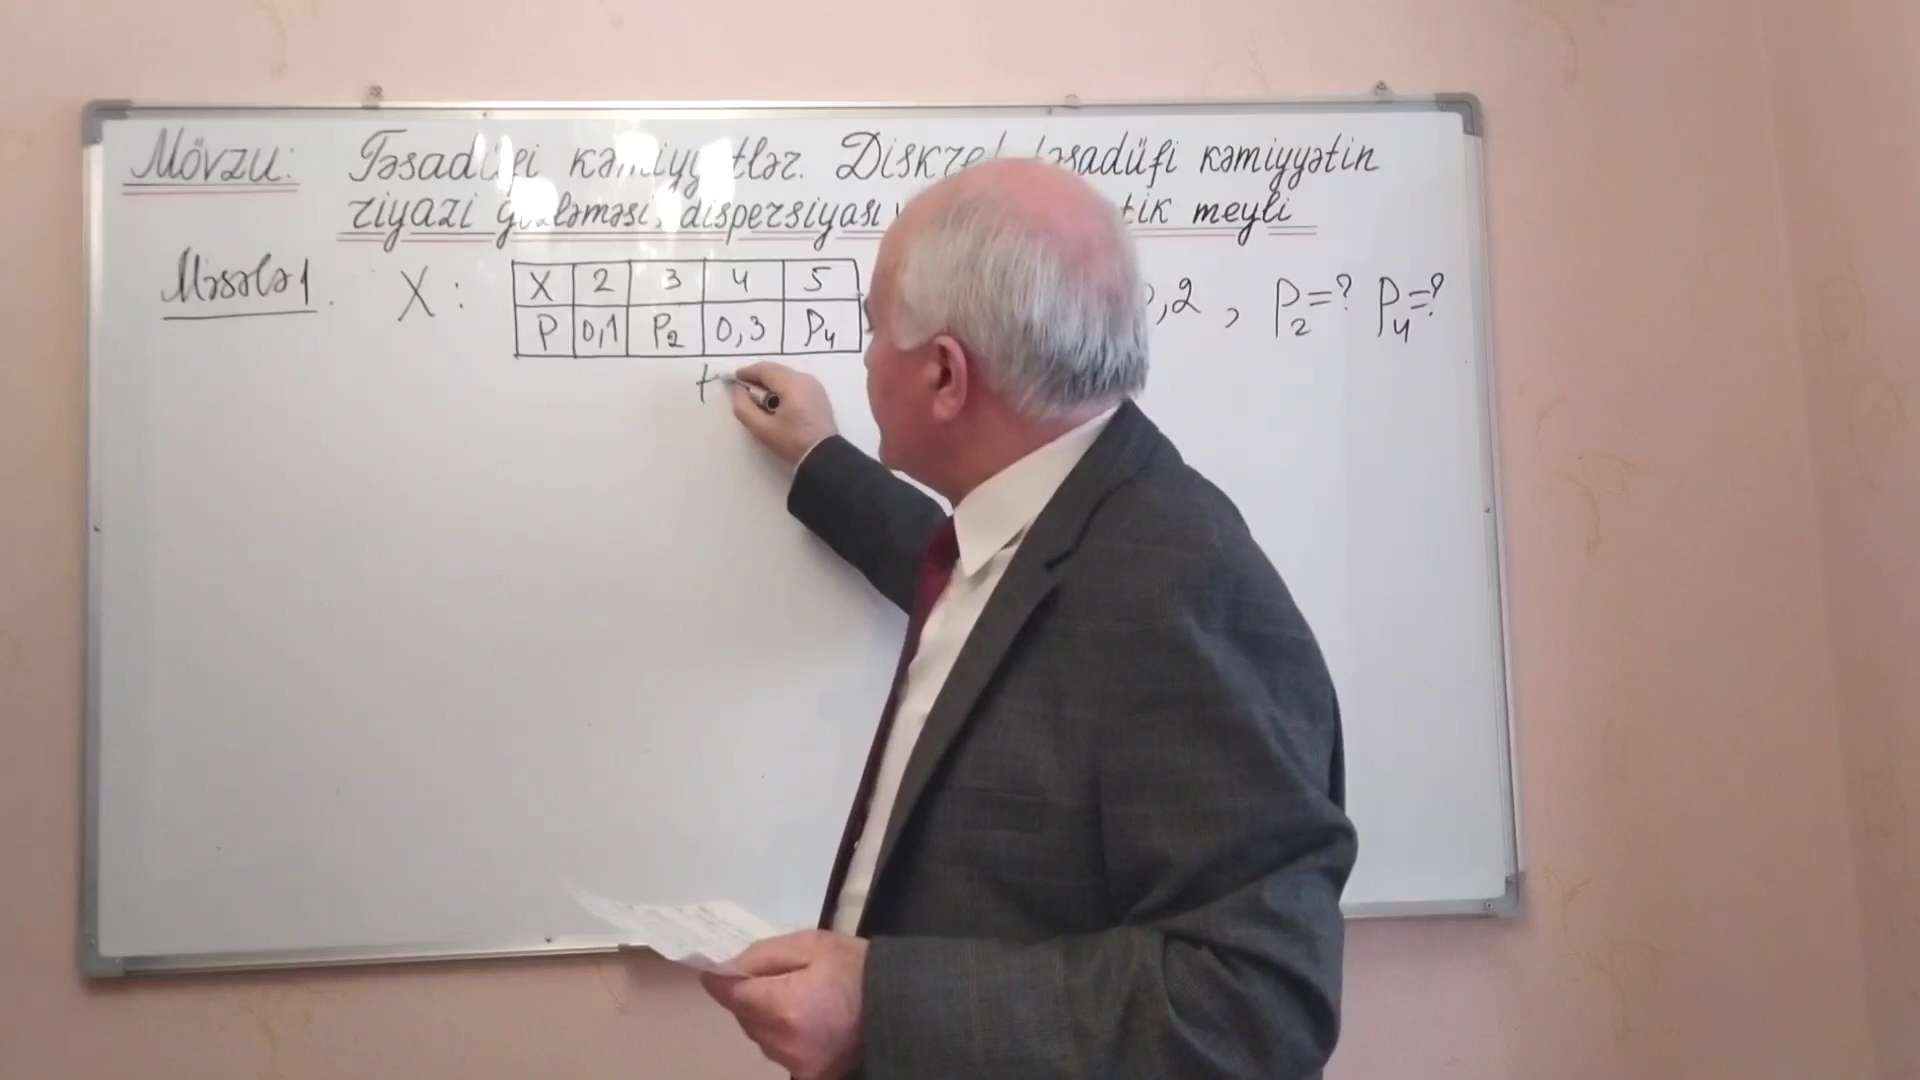 Mövzu: Təsadüfi kəmiyyətlər. Diskret təsadüfi kəmiyyətin
riyazi gözləməsi, dispersiyası tik meyli
Məsələ 1. X: X 2 3 4 5 ,2 , P₂=? P₄=?
P 0,1 P₂ 0,3 P₄